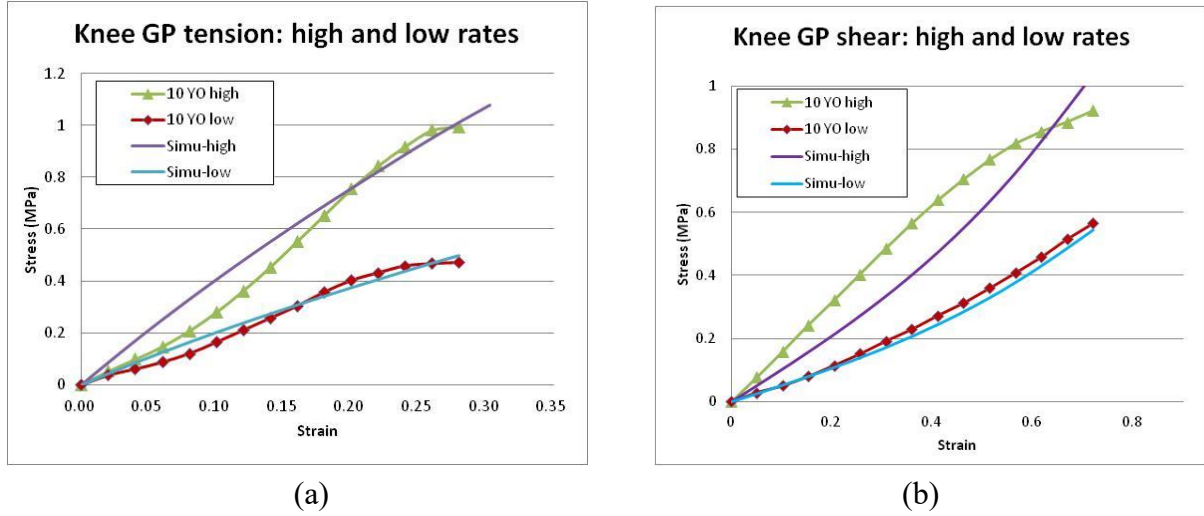 Knee GP tension: high and low rates
1.2
1
0.8
0.6
0.4
0.2
0
Stress (MPa)
10 YO high
10 YO low
Simu-high
Simu-low
0.00
0.05
0.10
0.15
0.20
0.25
0.30
0.35
Strain
(a)
Knee GP shear: high and low rates
1
0.8
0.6
0.4
0.2
0
Stress (MPa)
10 YO high
10 YO low
Simu-high
Simu-low
0
0.2
0.4
0.6
0.8
Strain
(b)